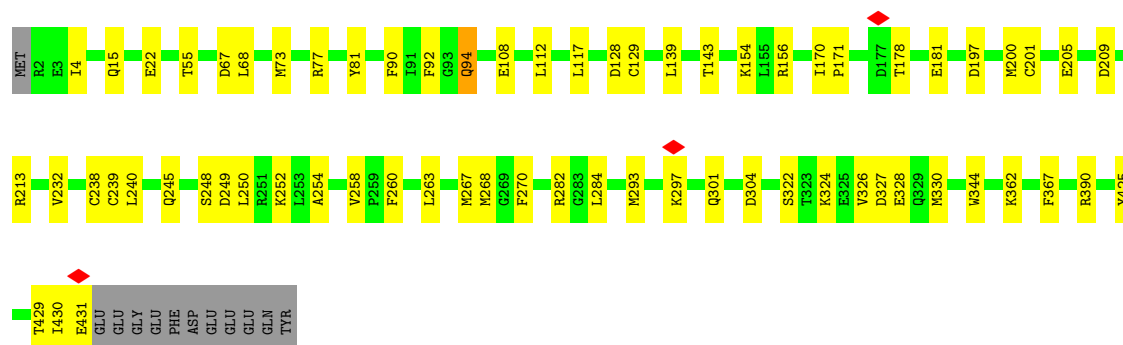 MET R2 E3 I4 Q15 E22 T55 D67 L68 M73 R77 Y81 F90 I91 F92 G93 Q94 E108 L112 L117 D128 C129 L139 T143 K154 L155 R156 I170 P171 D177 T178 E181 D197 M200 C201 E205 D209
R213 V232 C238 C239 L240 Q245 S248 D249 L250 R251 K252 L253 A254 V258 P259 F260 L263 M267 M268 G269 F270 R282 G283 L284 M293 K297 Q301 D304 S322 T323 K324 E325 V326 D327 E328 Q329 M330 W344 K362 F367 R390 Y425
T429 I430 E431 GLU GLU GLY GLU PHE ASP GLU GLU GLU GLN TYR